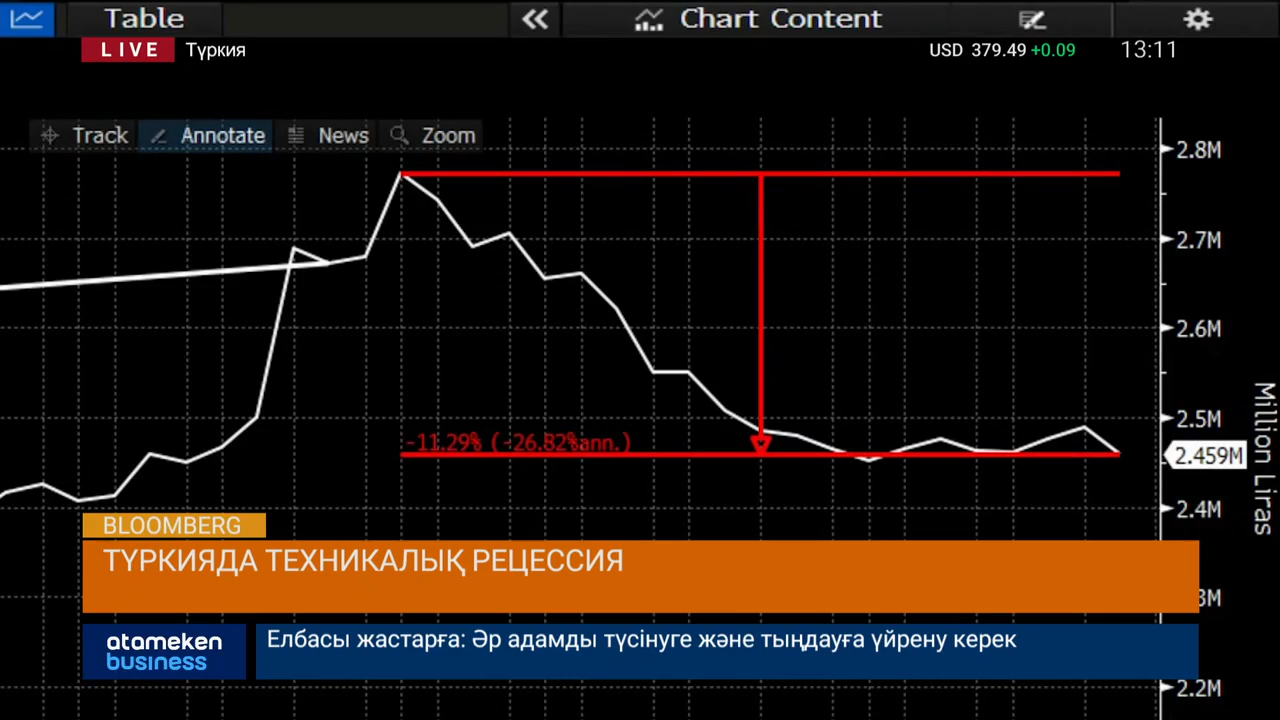 Table
Chart Content
LIVE Түркия
USD 379.49 +0.09 13:11
Track Annotate News Zoom
2.8M
2.7M
2.6M
2.5M
-11.29% (-26.82%ann.)
2.459M
Million Liras
2.4M
BLOOMBERG
ТҮРКИЯДА ТЕХНИКАЛЫҚ РЕЦЕССИЯ
3M
atameken
business
Елбасы жастарға: Әр адамды түсінуге және тыңдауға үйрену керек
2.2M